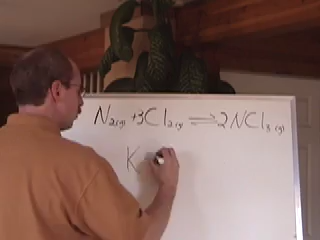 N₂(g) + 3Cl₂(g) ⇌ 2NCl₃(g)
K